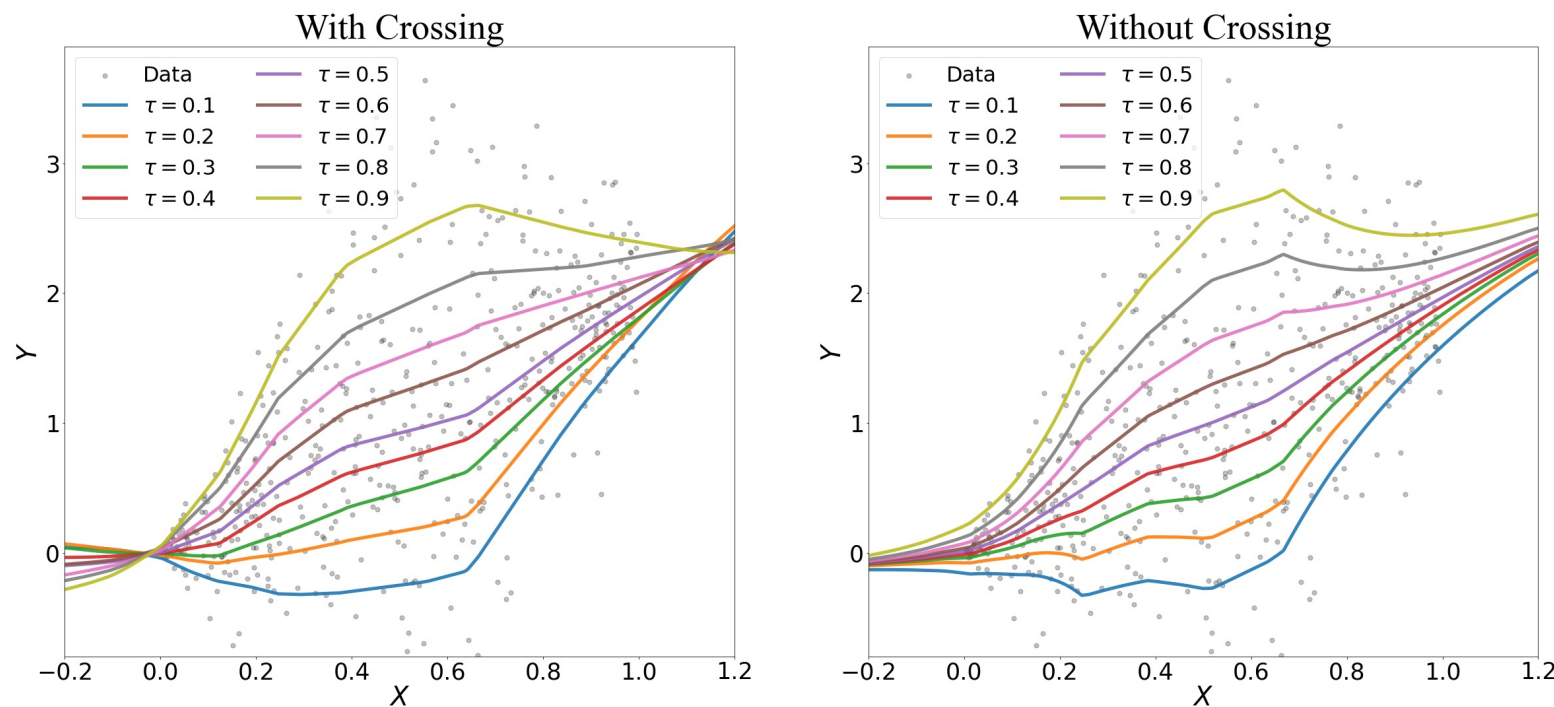 With Crossing
Data
τ = 0.1
τ = 0.2
τ = 0.3
τ = 0.4
τ = 0.5
τ = 0.6
τ = 0.7
τ = 0.8
τ = 0.9
3
2
1
0
Y
−0.2 0.0 0.2 0.4 0.6 0.8 1.0 1.2
X
Without Crossing
Data
τ = 0.1
τ = 0.2
τ = 0.3
τ = 0.4
τ = 0.5
τ = 0.6
τ = 0.7
τ = 0.8
τ = 0.9
3
2
1
0
Y
−0.2 0.0 0.2 0.4 0.6 0.8 1.0 1.2
X